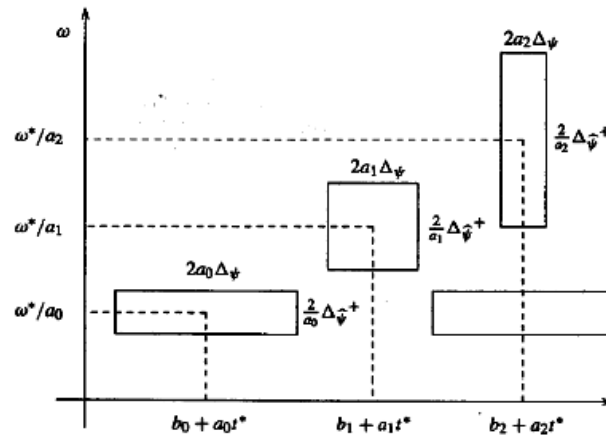 ω
2a₂Δ_ψ
ω*/a₂
2/a₂ Δ_ψ̂⁺
2a₁Δ_ψ
ω*/a₁
2/a₁ Δ_ψ̂⁺
2a₀Δ_ψ
ω*/a₀
2/a₀ Δ_ψ̂⁺
b₀ + a₀t* b₁ + a₁t* b₂ + a₂t*